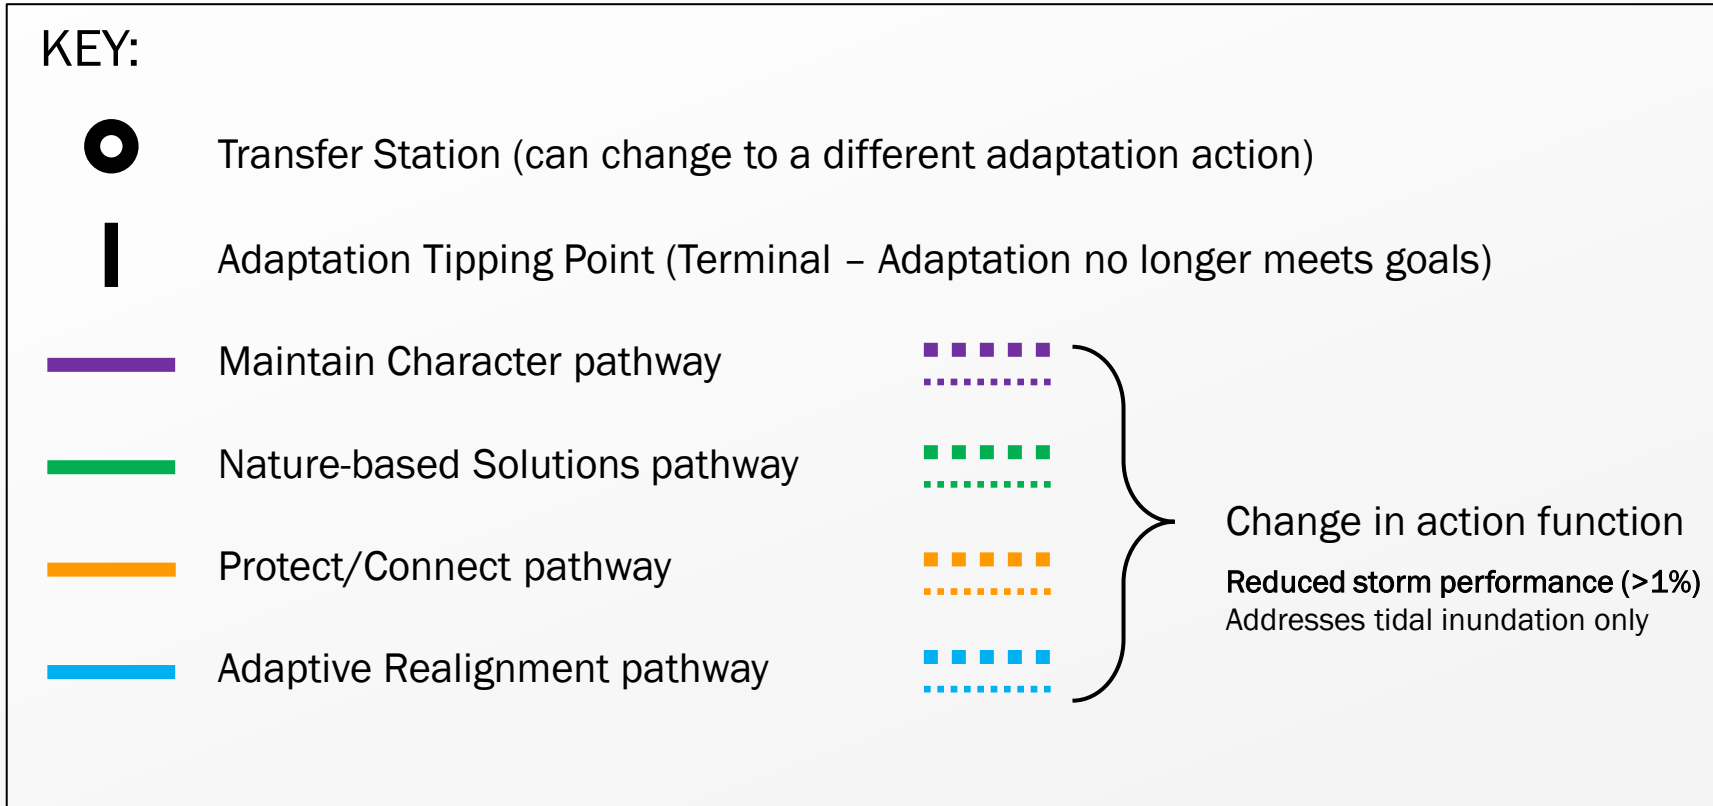 KEY:
Transfer Station (can change to a different adaptation action)
Adaptation Tipping Point (Terminal – Adaptation no longer meets goals)
Maintain Character pathway
Nature-based Solutions pathway
Protect/Connect pathway
Adaptive Realignment pathway
Change in action function
Reduced storm performance (>1%)
Addresses tidal inundation only